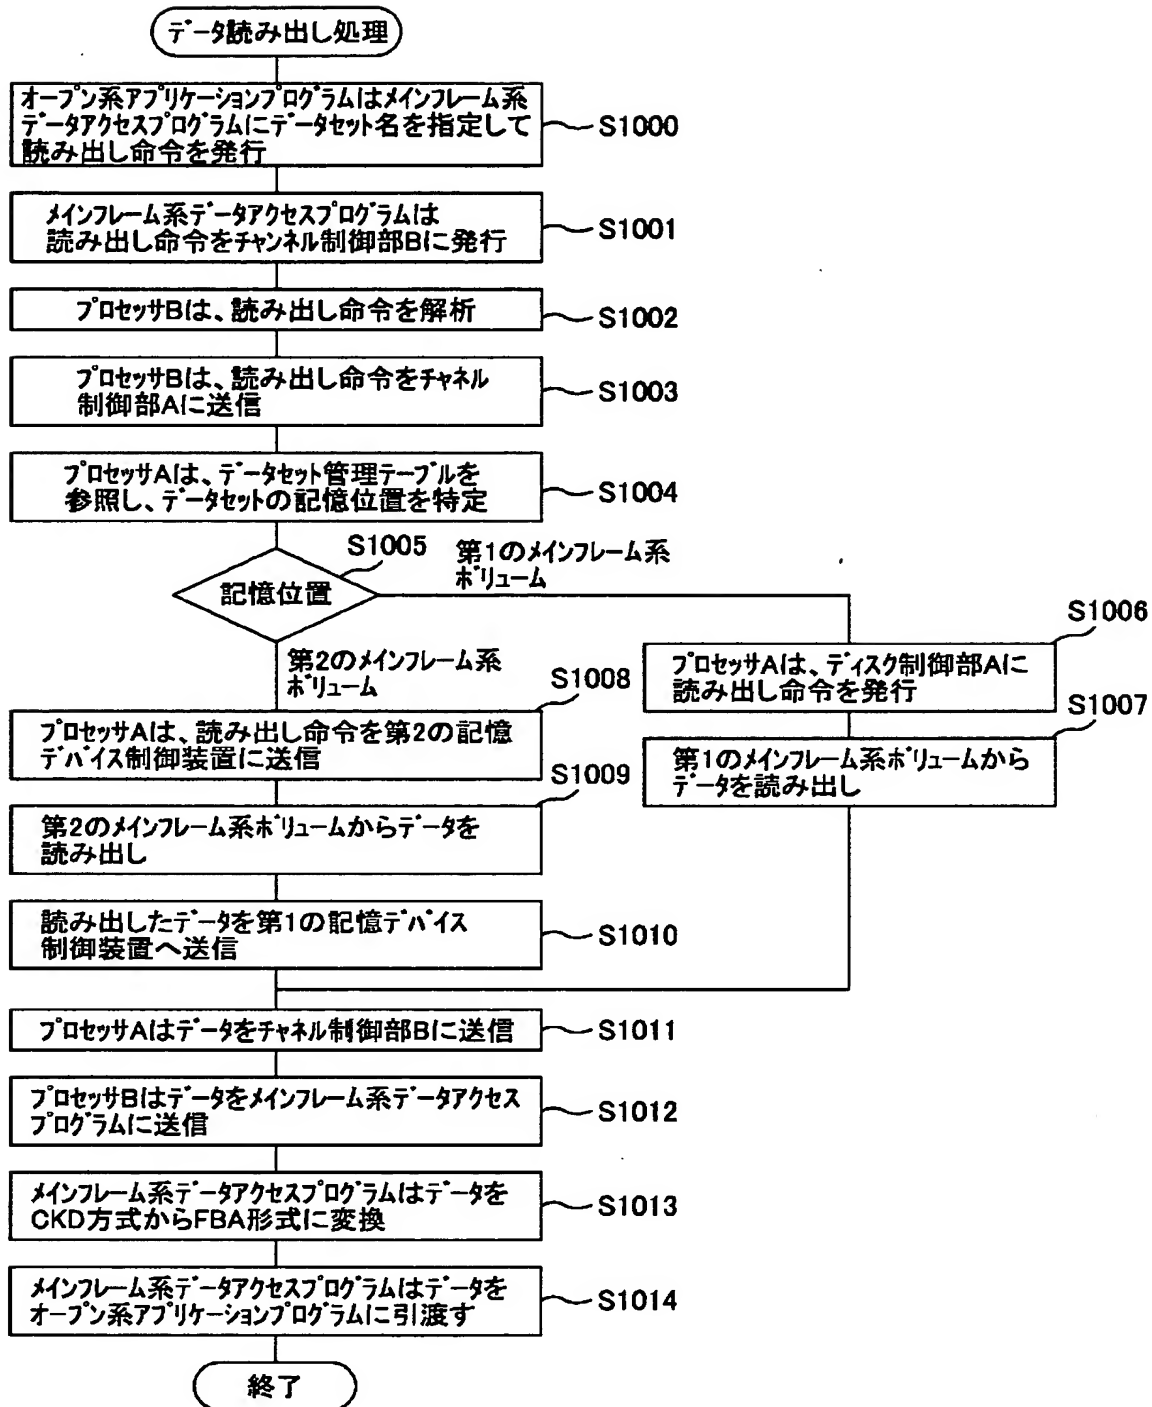 データ読み出し処理
オープン系アプリケーションプログラムはメインフレーム系
データアクセスプログラムにデータセット名を指定して
読み出し命令を発行
S1000
メインフレーム系データアクセスプログラムは
読み出し命令をチャンネル制御部Bに発行
S1001
プロセッサBは、読み出し命令を解析
S1002
プロセッサBは、読み出し命令をチャネル
制御部Aに送信
S1003
プロセッサAは、データセット管理テーブルを
参照し、データセットの記憶位置を特定
S1004
S1005
記憶位置
第1のメインフレーム系
ボリューム
S1006
プロセッサAは、ディスク制御部Aに
読み出し命令を発行
S1007
第1のメインフレーム系ボリュームから
データを読み出し
第2のメインフレーム系
ボリューム
S1008
プロセッサAは、読み出し命令を第2の記憶
デバイス制御装置に送信
S1009
第2のメインフレーム系ボリュームからデータを
読み出し
読み出したデータを第1の記憶デバイス
制御装置へ送信
S1010
プロセッサAはデータをチャネル制御部Bに送信
S1011
プロセッサBはデータをメインフレーム系データアクセス
プログラムに送信
S1012
メインフレーム系データアクセスプログラムはデータを
CKD方式からFBA形式に変換
S1013
メインフレーム系データアクセスプログラムはデータを
オープン系アプリケーションプログラムに引渡す
S1014
終了